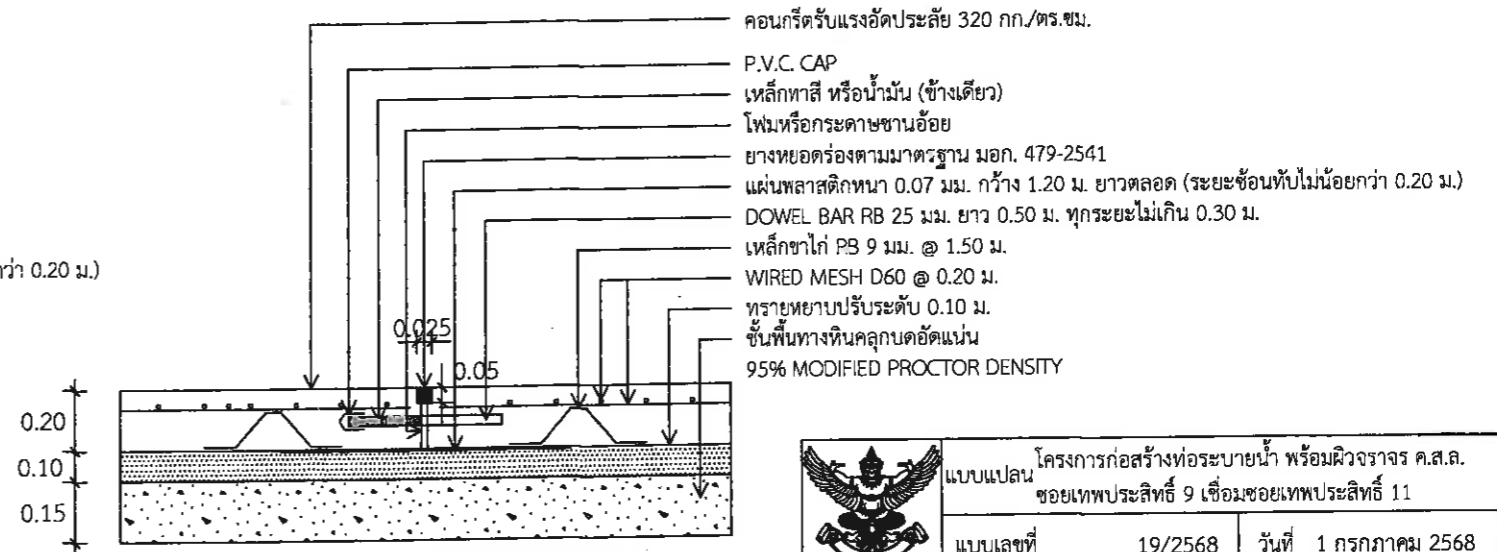 คอนกรีตรับแรงอัดประลัย 320 กก./ตร.ซม.
P.V.C. CAP
เหล็กทาสี หรือน้ำมัน (ข้างเดียว)
โฟมหรือกระดาษชานอ้อย
ยางหยอดร่องตามมาตรฐาน มอก. 479-2541
แผ่นพลาสติกหนา 0.07 มม. กว้าง 1.20 ม. ยาวตลอด (ระยะซ้อนทับไม่น้อยกว่า 0.20 ม.)
DOWEL BAR RB 25 มม. ยาว 0.50 ม. ทุกระยะไม่เกิน 0.30 ม.
เหล็กขาไก่ RB 9 มม. @ 1.50 ม.
กว่า 0.20 ม.)
WIRED MESH D60 @ 0.20 ม.
ทรายหยาบปรับระดับ 0.10 ม.
ชั้นพื้นทางหินคลุกบดอัดแน่น
95% MODIFIED PROCTOR DENSITY
0.025
0.05
0.20
0.10
0.15
แบบแปลน โครงการก่อสร้างท่อระบายน้ำ พร้อมผิวจราจร ค.ส.ล.
ซอยเทพประสิทธิ์ 9 เชื่อมซอยเทพประสิทธิ์ 11
แบบเลขที่ 19/2568 วันที่ 1 กรกฎาคม 2568